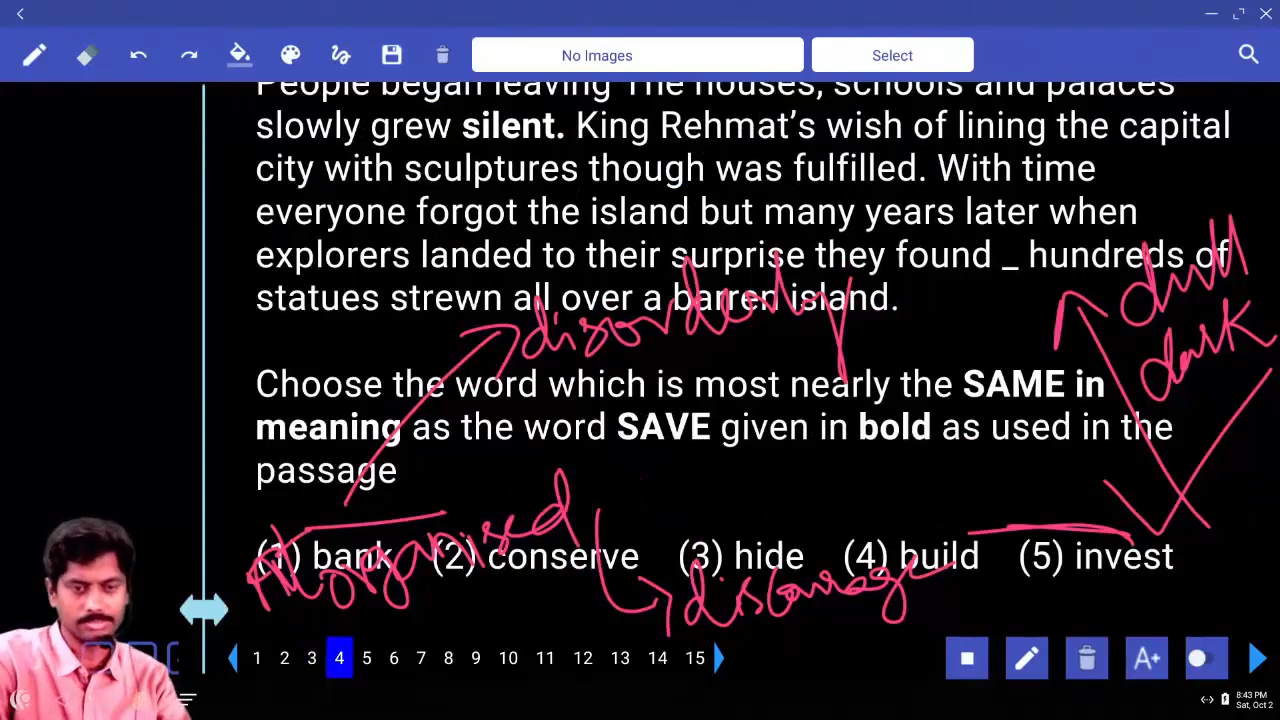 No Images
Select
People began leaving The houses, schools and palaces
slowly grew silent. King Rehmat's wish of lining the capital
city with sculptures though was fulfilled. With time
everyone forgot the island but many years later when
explorers landed to their surprise they found _ hundreds of
statues strewn all over a barren island.
disorderly
dull
dark
Choose the word which is most nearly the SAME in
meaning as the word SAVE given in bold as used in the
passage
organised
(1) bank (2) conserve (3) hide (4) build (5) invest
discourage
1 2 3 4 5 6 7 8 9 10 11 12 13 14 15
A+
8:43 PM
Sat, Oct 2